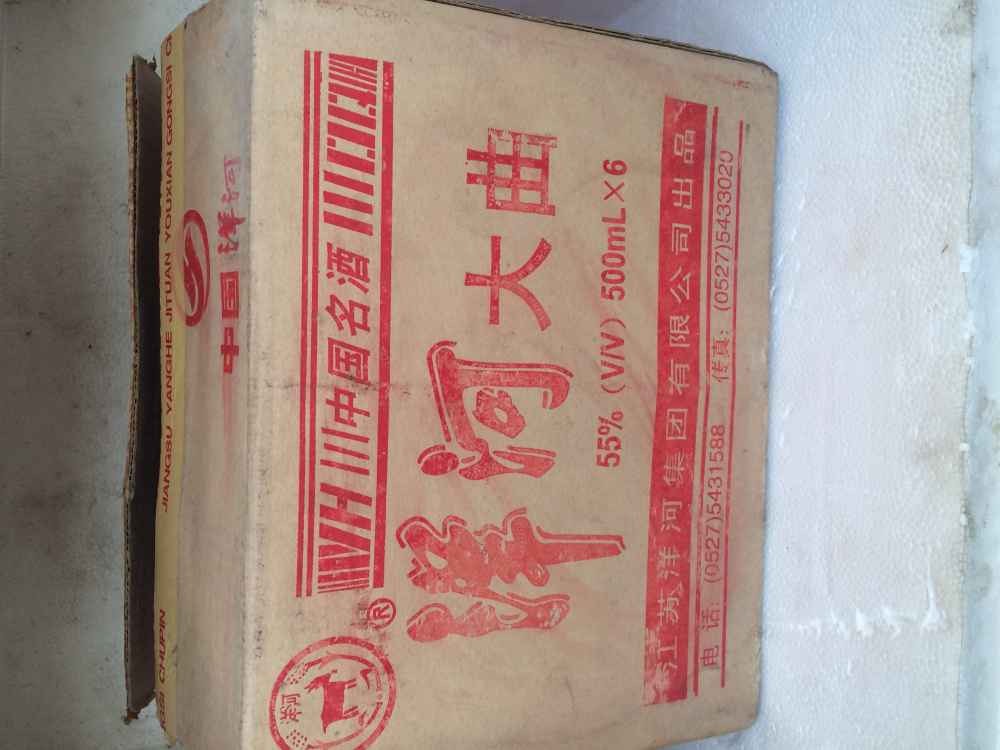 JIANGSU YANGHE JITUAN YOUXIAN GONGSI
CHUPIN
中国洋河
中国名酒
洋河
®
洋河大曲
55%（V/V）500mL×6
江苏洋河集团有限公司出品
电话：(0527)5431588 传真：(0527)5433020